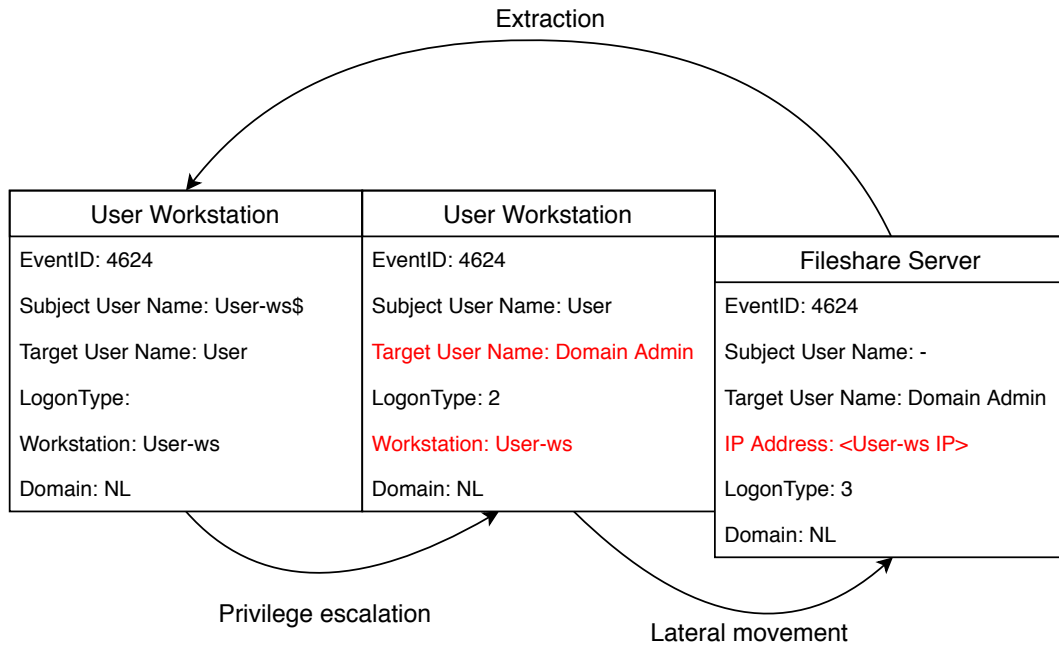 Extraction
User Workstation
EventID: 4624
Subject User Name: User-ws$
Target User Name: User
LogonType:
Workstation: User-ws
Domain: NL
User Workstation
EventID: 4624
Subject User Name: User
Target User Name: Domain Admin
LogonType: 2
Workstation: User-ws
Domain: NL
Fileshare Server
EventID: 4624
Subject User Name: -
Target User Name: Domain Admin
IP Address: <User-ws IP>
LogonType: 3
Domain: NL
Privilege escalation
Lateral movement